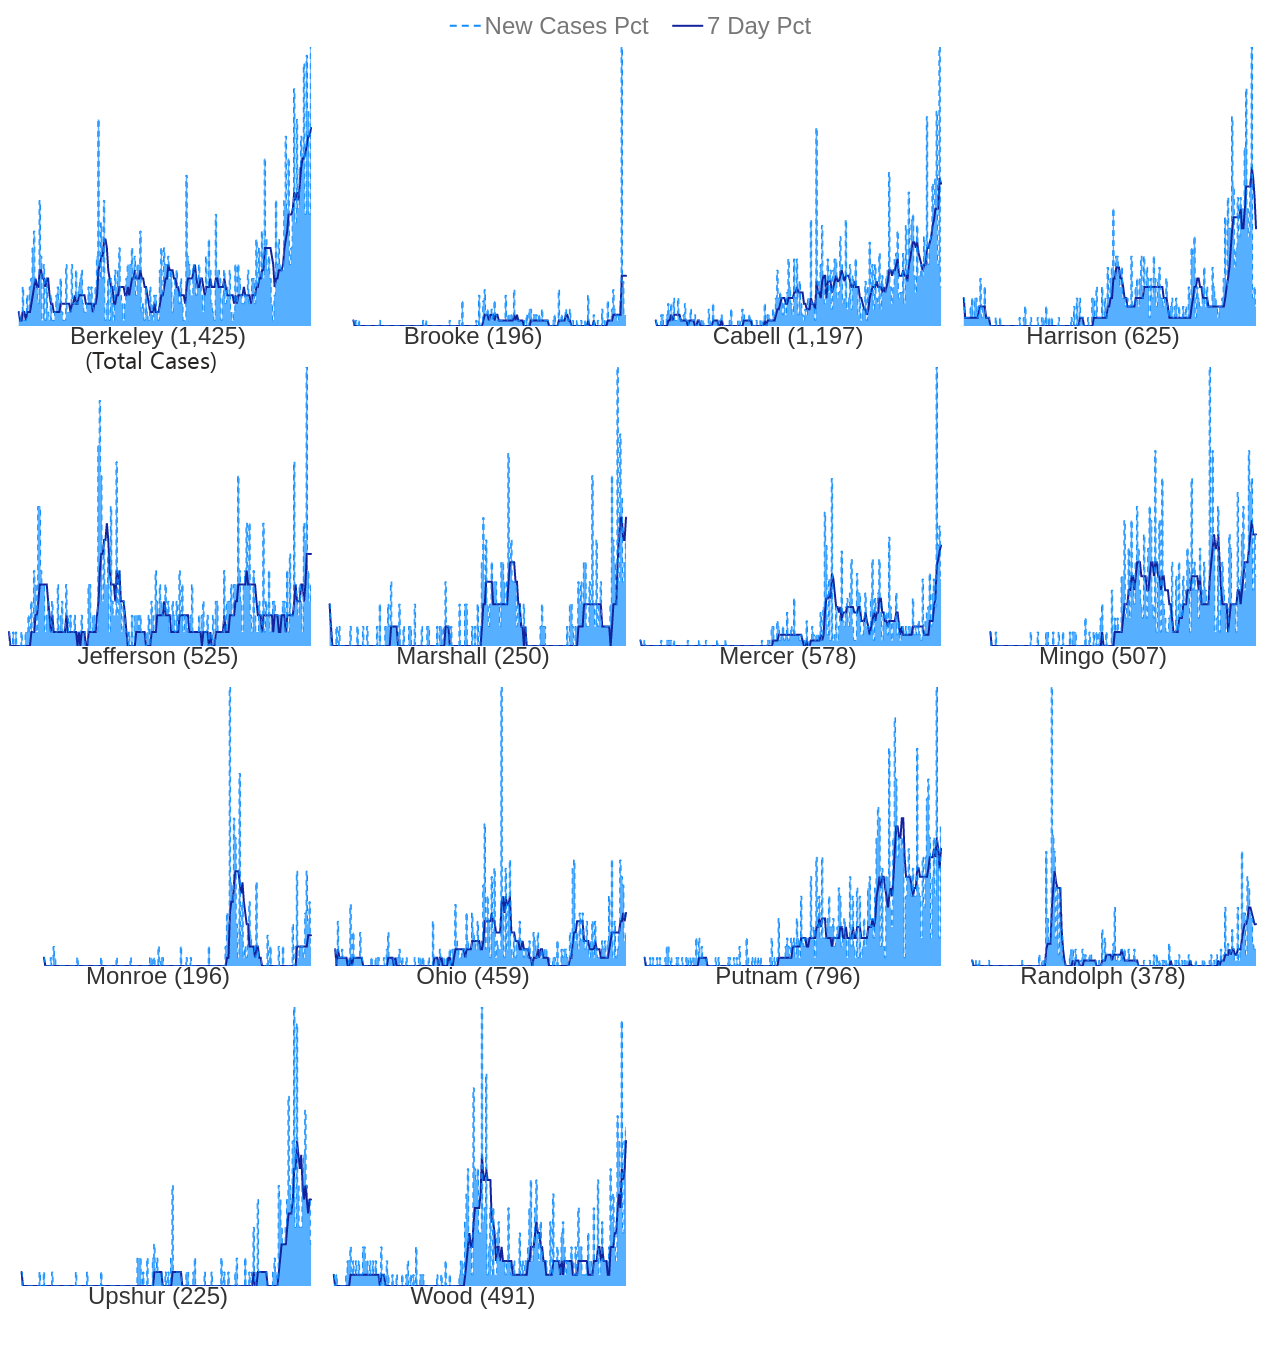 New Cases Pct 7 Day Pct
Berkeley (1,425) Brooke (196) Cabell (1,197) Harrison (625)
(Total Cases)
Jefferson (525) Marshall (250) Mercer (578) Mingo (507)
Monroe (196) Ohio (459) Putnam (796) Randolph (378)
Upshur (225) Wood (491)